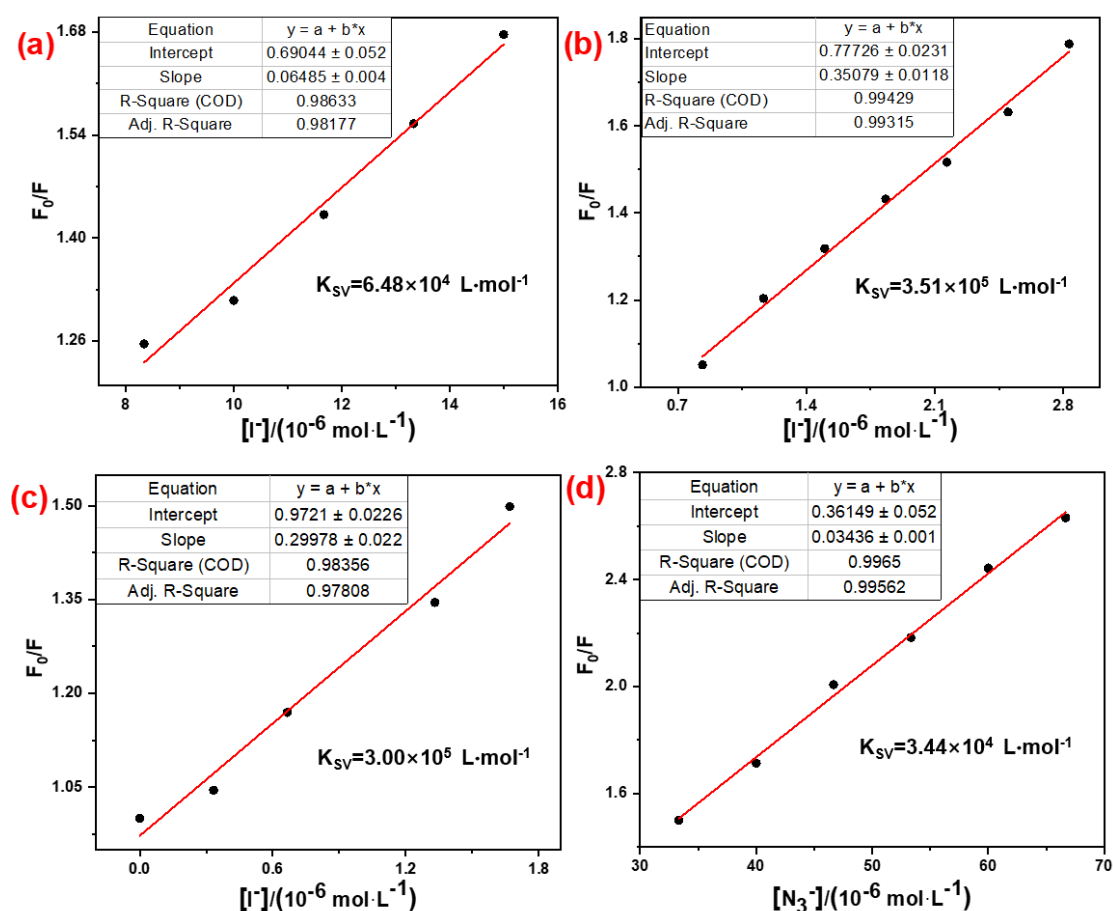 (a)
Equation y = a + b*x
Intercept 0.69044 ± 0.052
Slope 0.06485 ± 0.004
R-Square (COD) 0.98633
Adj. R-Square 0.98177
1.68
1.54
1.40
1.26
F₀/F
K_SV=6.48×10⁴ L·mol⁻¹
8 10 12 14 16
[I⁻]/(10⁻⁶ mol·L⁻¹)
(b)
Equation y = a + b*x
Intercept 0.77726 ± 0.0231
Slope 0.35079 ± 0.0118
R-Square (COD) 0.99429
Adj. R-Square 0.99315
1.8
1.6
1.4
1.2
1.0
F₀/F
K_SV=3.51×10⁵ L·mol⁻¹
0.7 1.4 2.1 2.8
[I⁻]/(10⁻⁶ mol·L⁻¹)
(c)
Equation y = a + b*x
Intercept 0.9721 ± 0.0226
Slope 0.29978 ± 0.022
R-Square (COD) 0.98356
Adj. R-Square 0.97808
1.50
1.35
1.20
1.05
F₀/F
K_SV=3.00×10⁵ L·mol⁻¹
0.0 0.6 1.2 1.8
[I⁻]/(10⁻⁶ mol·L⁻¹)
(d)
Equation y = a + b*x
Intercept 0.36149 ± 0.052
Slope 0.03436 ± 0.001
R-Square (COD) 0.9965
Adj. R-Square 0.99562
2.8
2.4
2.0
1.6
F₀/F
K_SV=3.44×10⁴ L·mol⁻¹
30 40 50 60 70
[N₃⁻]/(10⁻⁶ mol·L⁻¹)